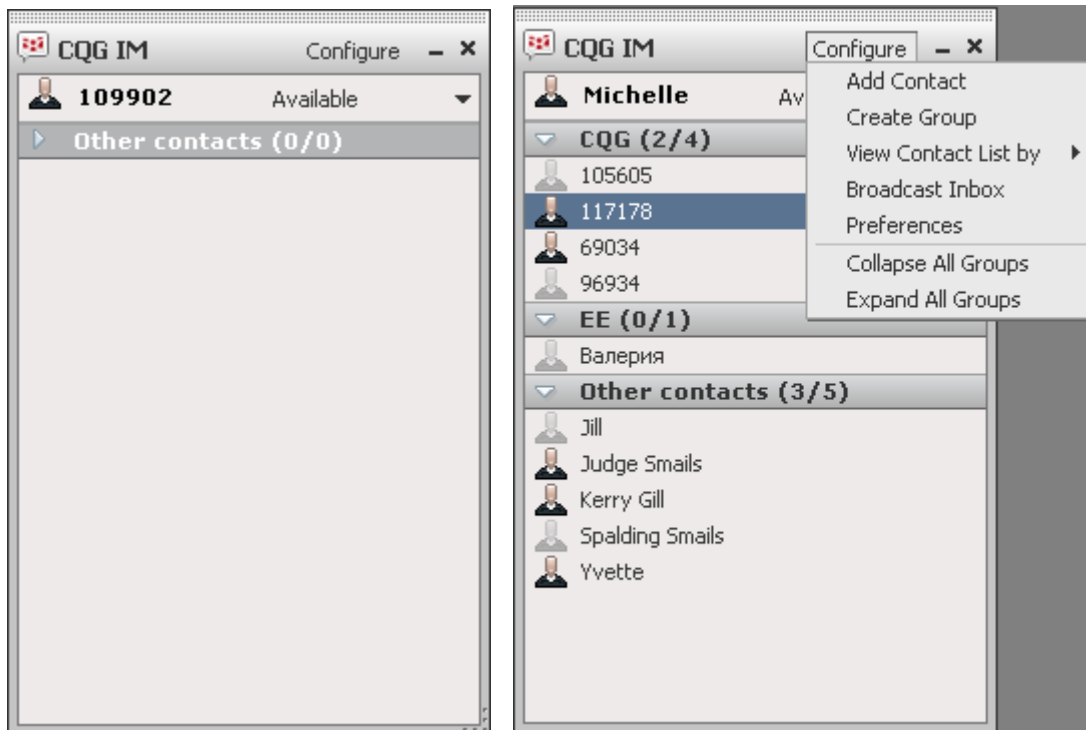 CQG IM Configure
109902 Available
Other contacts (0/0)
CQG IM Configure
Michelle Av
CQG (2/4)
105605
117178
69034
96934
EE (0/1)
Валерия
Other contacts (3/5)
Jill
Judge Smails
Kerry Gill
Spalding Smails
Yvette
Add Contact
Create Group
View Contact List by
Broadcast Inbox
Preferences
Collapse All Groups
Expand All Groups